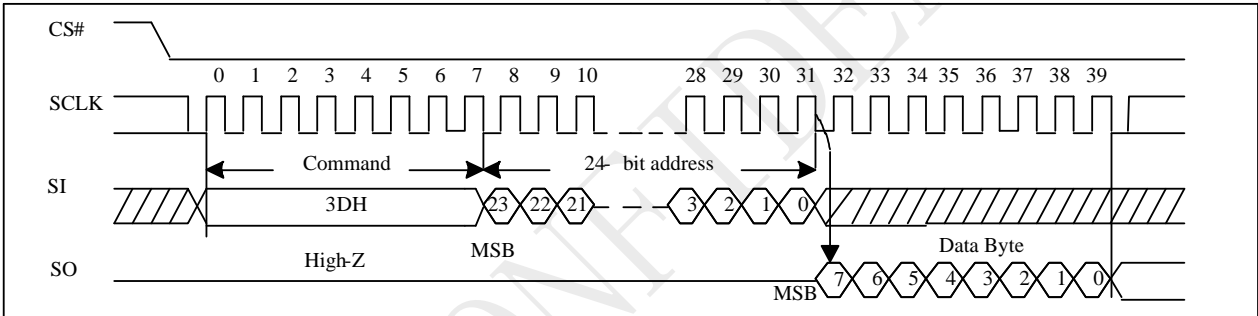 CS#
0 1 2 3 4 5 6 7 8 9 10 28 29 30 31 32 33 34 35 36 37 38 39
SCLK
Command 24- bit address
SI
3DH 23 22 21 3 2 1 0
MSB Data Byte
High-Z
SO
MSB 7 6 5 4 3 2 1 0